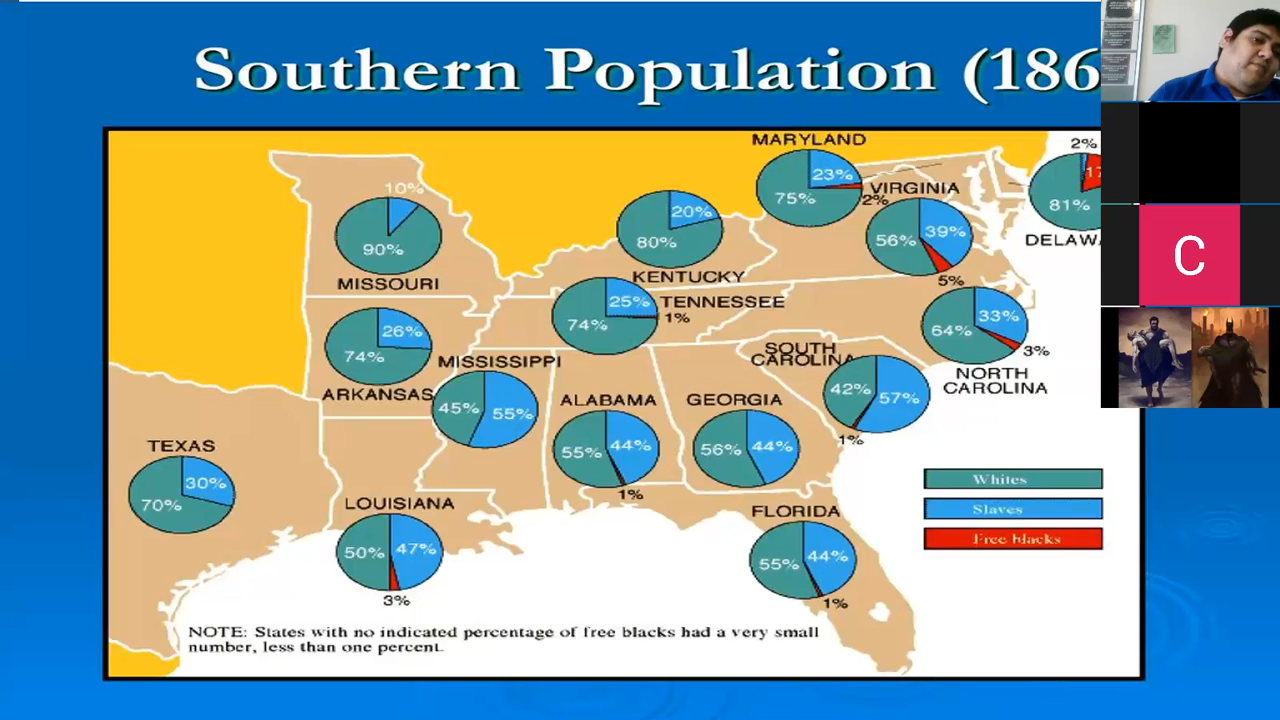 Southern Population (186
MARYLAND
2%
23%
75%
2%
17
81%
DELAW
10%
90%
MISSOURI
20%
80%
KENTUCKY
VIRGINIA
39%
56%
5%
25%
74%
TENNESSEE
1%
33%
64%
3%
NORTH
CAROLINA
26%
74%
ARKANSAS
MISSISSIPPI
45%
55%
SOUTH
CAROLINA
42%
57%
1%
ALABAMA
55%
44%
1%
GEORGIA
56%
44%
TEXAS
30%
70%
LOUISIANA
50%
47%
3%
FLORIDA
55%
44%
1%
Whites
Slaves
Free blacks
NOTE: States with no indicated percentage of free blacks had a very small
number, less than one percent.
C